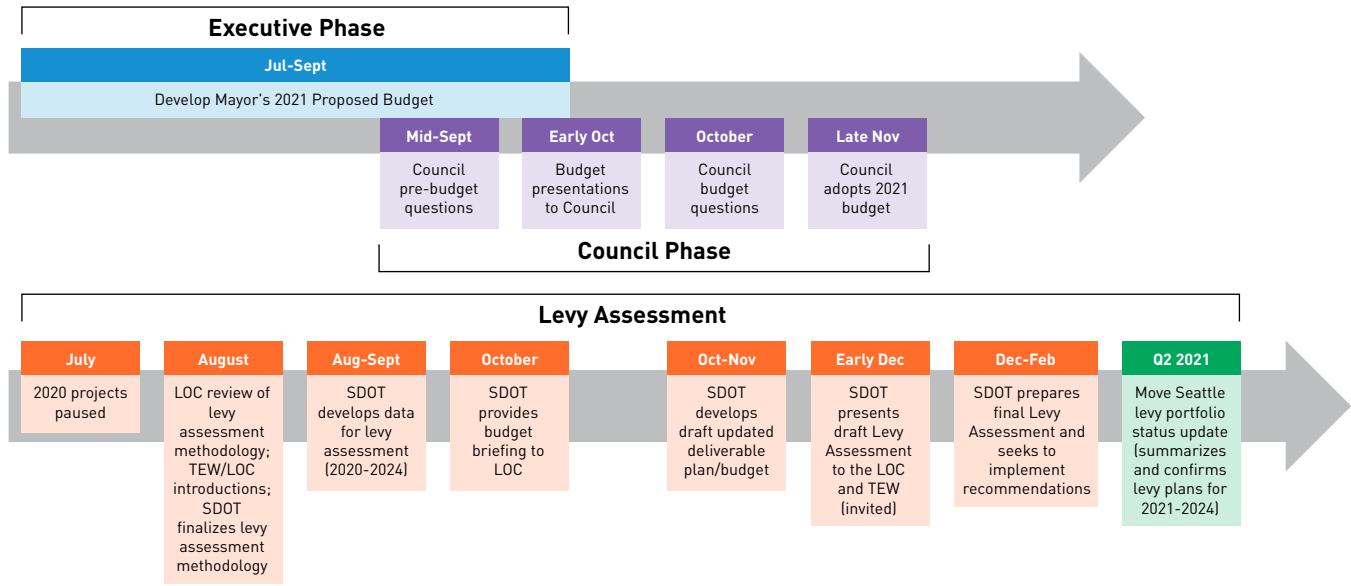 Executive Phase
Jul-Sept
Develop Mayor's 2021 Proposed Budget
Mid-Sept
Council
pre-budget
questions
Early Oct
Budget
presentations
to Council
October
Council
budget
questions
Late Nov
Council
adopts 2021
budget
Council Phase
Levy Assessment
July
2020 projects
paused
August
LOC review of
levy
assessment
methodology;
TEW/LOC
introductions;
SDOT
finalizes levy
assessment
methodology
Aug-Sept
SDOT
develops data
for levy
assessment
(2020-2024)
October
SDOT
provides
budget
briefing to
LOC
Oct-Nov
SDOT
develops
draft updated
deliverable
plan/budget
Early Dec
SDOT
presents
draft Levy
Assessment
to the LOC
and TEW
(invited)
Dec-Feb
SDOT prepares
final Levy
Assessment and
seeks to
implement
recommendations
Q2 2021
Move Seattle
levy portfolio
status update
(summarizes
and confirms
levy plans for
2021-2024)